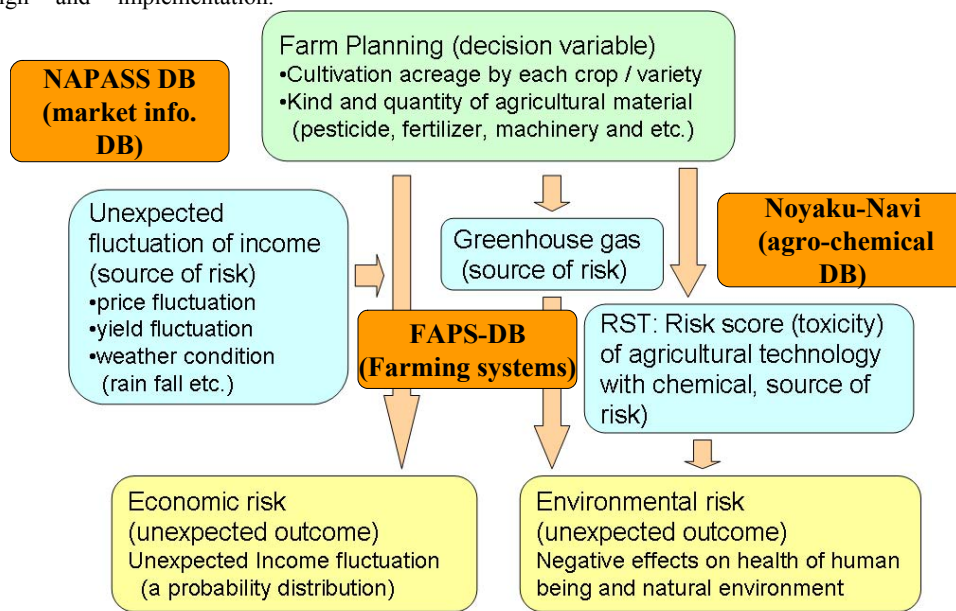 and implementation.
Farm Planning (decision variable)
•Cultivation acreage by each crop / variety
•Kind and quantity of agricultural material
(pesticide, fertilizer, machinery and etc.)
NAPASS DB
(market info.
DB)
Unexpected
fluctuation of income
(source of risk)
•price fluctuation
•yield fluctuation
•weather condition
(rain fall etc.)
Greenhouse gas
(source of risk)
Noyaku-Navi
(agro-chemical
DB)
FAPS-DB
(Farming systems)
RST: Risk score (toxicity)
of agricultural technology
with chemical, source of
risk)
Economic risk
(unexpected outcome)
Unexpected Income fluctuation
(a probability distribution)
Environmental risk
(unexpected outcome)
Negative effects on health of human
being and natural environment